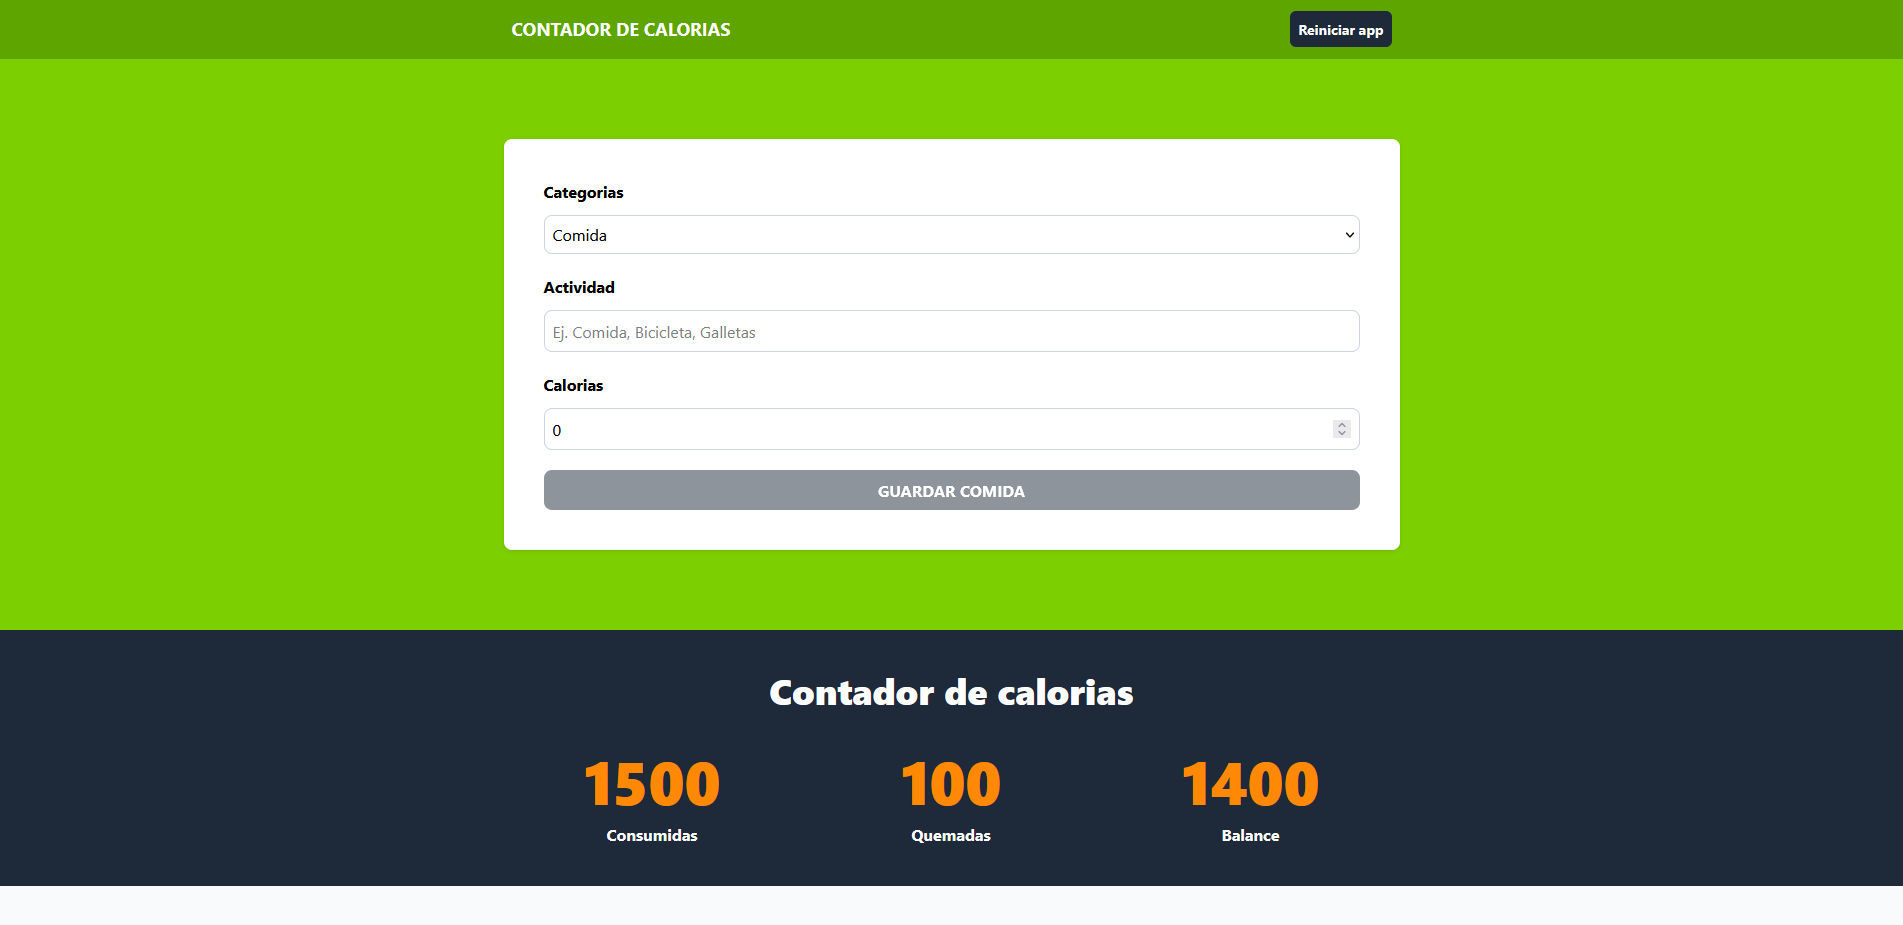 CONTADOR DE CALORIAS
Reiniciar app
Categorias
Comida
Actividad
Ej. Comida, Bicicleta, Galletas
Calorias
0
GUARDAR COMIDA
Contador de calorias
1500 100 1400
Consumidas Quemadas Balance